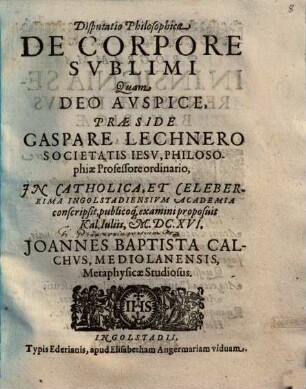 8
Disputatio Philosophica
DE CORPORE
SVBLIMI
Quam
DEO AVSPICE,
PRÆSIDE
GASPARE LECHNERO
SOCIETATIS IESV, PHILOSO-
phiæ Professore ordinario,
IN CATHOLICA, ET CELEBER-
RIMA INGOLSTADIENSIVM ACADEMIA
conscripsit, publicoq́; examini proposuit
Kal. Iulii, M. DC. XVI.
JOANNES BAPTISTA CAL-
CHVS, MEDIOLANENSIS,
Metaphysicæ Studiosus.
IHS
INGOLSTADII,
Typis Ederianis, apud Elisabetham Angermariam viduam.